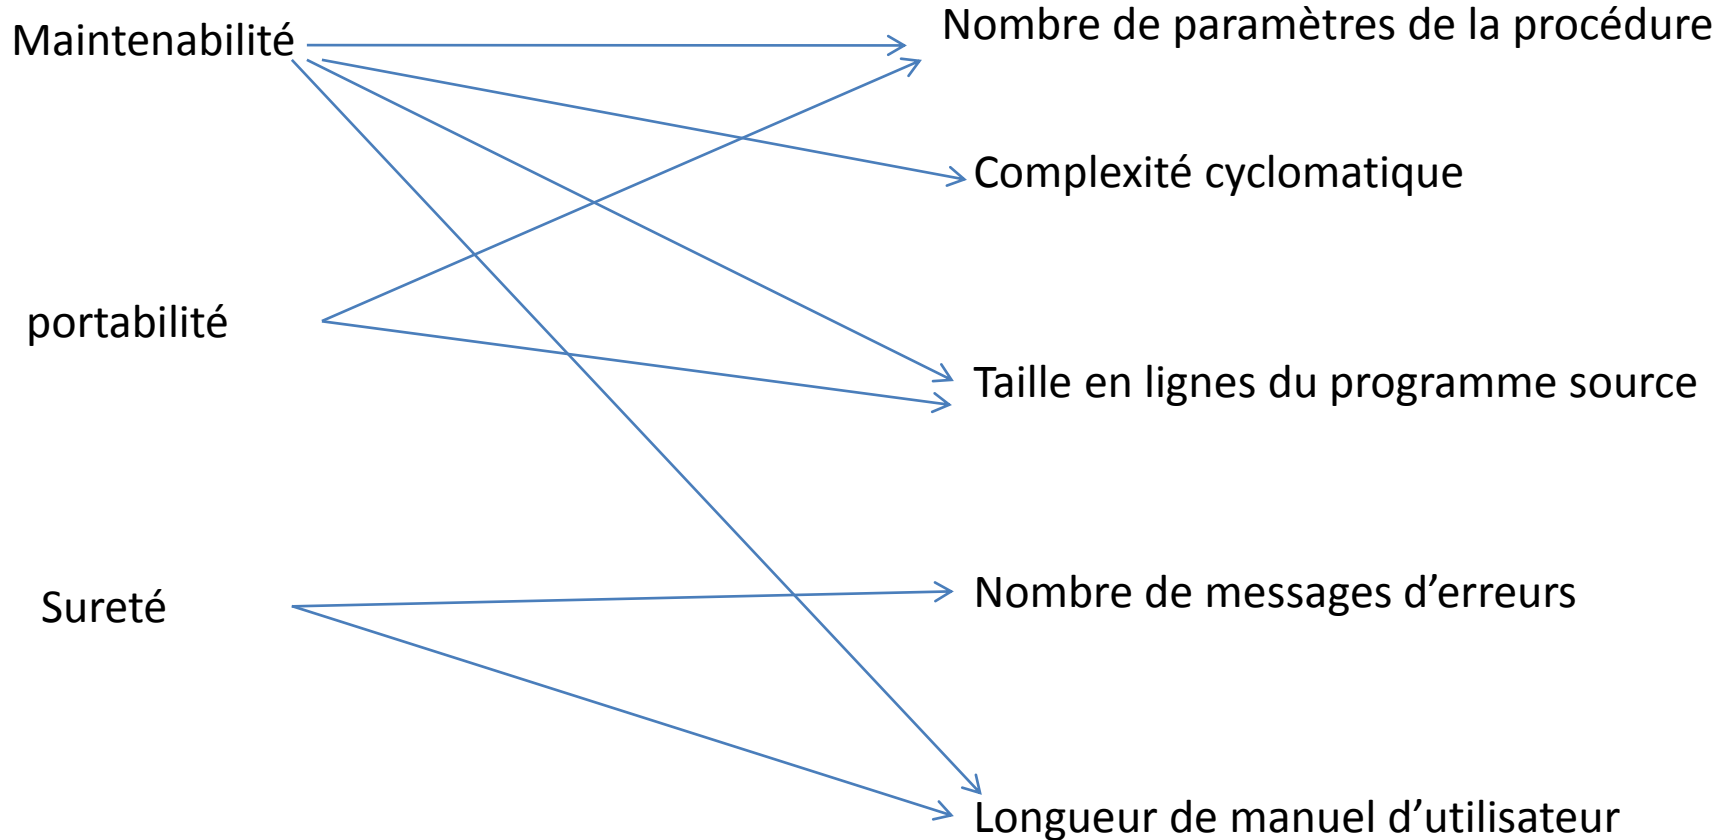 Maintenabilité
Nombre de paramètres de la procédure
Complexité cyclomatique
portabilité
Taille en lignes du programme source
Sureté
Nombre de messages d’erreurs
Longueur de manuel d’utilisateur